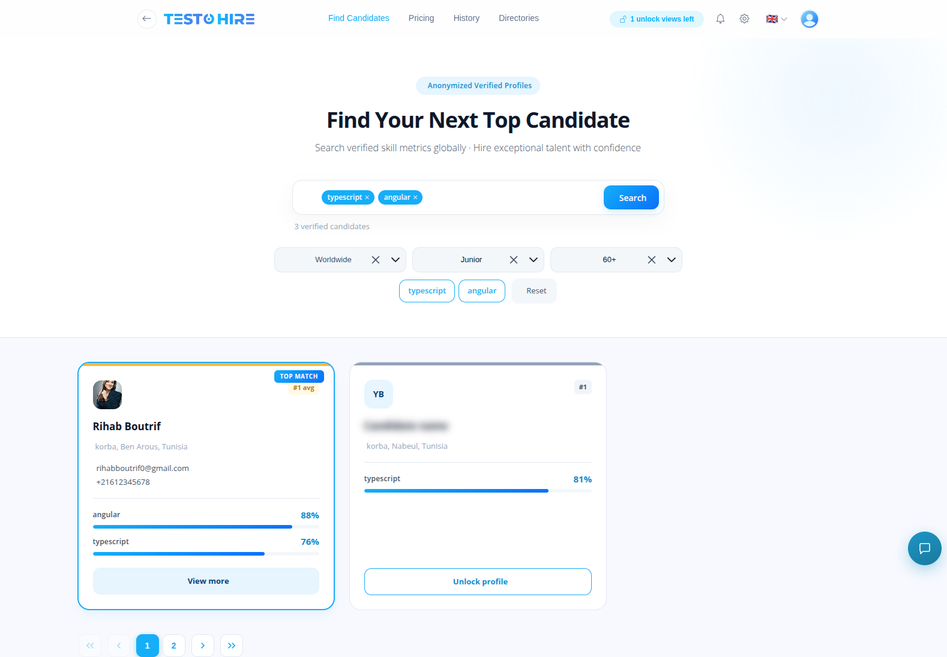 TESTOHIRE
Find Candidates
Pricing
History
Directories
1 unlock views left
Anonymized Verified Profiles
Find Your Next Top Candidate
Search verified skill metrics globally · Hire exceptional talent with confidence
typescript × angular ×
Search
3 verified candidates
Worldwide
Junior
60+
typescript
angular
Reset
TOP MATCH
#1 avg
Rihab Boutrif
korba, Ben Arous, Tunisia
rihabboutrif0@gmail.com
+21612345678
angular 88%
typescript 76%
View more
YB
#1
korba, Nabeul, Tunisia
typescript 81%
Unlock profile
« ‹ 1 2 › »